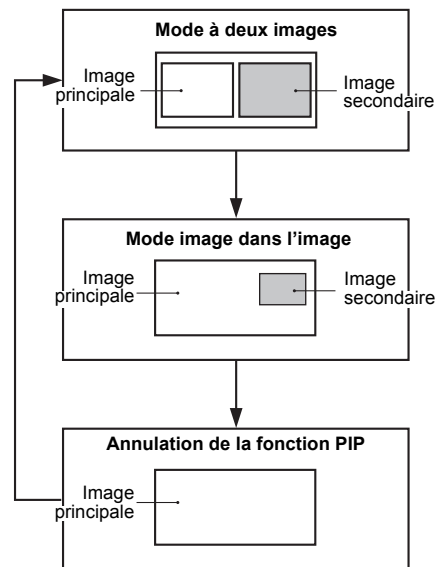 Mode à deux images
Image
principale
Image
secondaire
Mode image dans l’image
Image
principale
Image
secondaire
Annulation de la fonction PIP
Image
principale